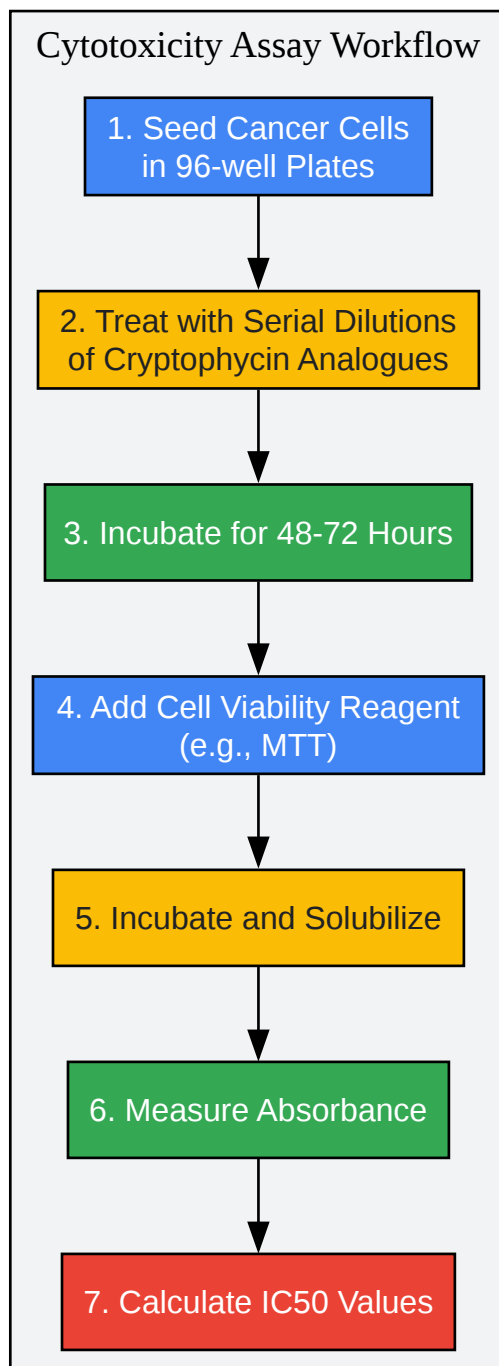 Cytotoxicity Assay Workflow
1. Seed Cancer Cells
in 96-well Plates
2. Treat with Serial Dilutions
of Cryptophycin Analogues
3. Incubate for 48-72 Hours
4. Add Cell Viability Reagent
(e.g., MTT)
5. Incubate and Solubilize
6. Measure Absorbance
7. Calculate IC50 Values